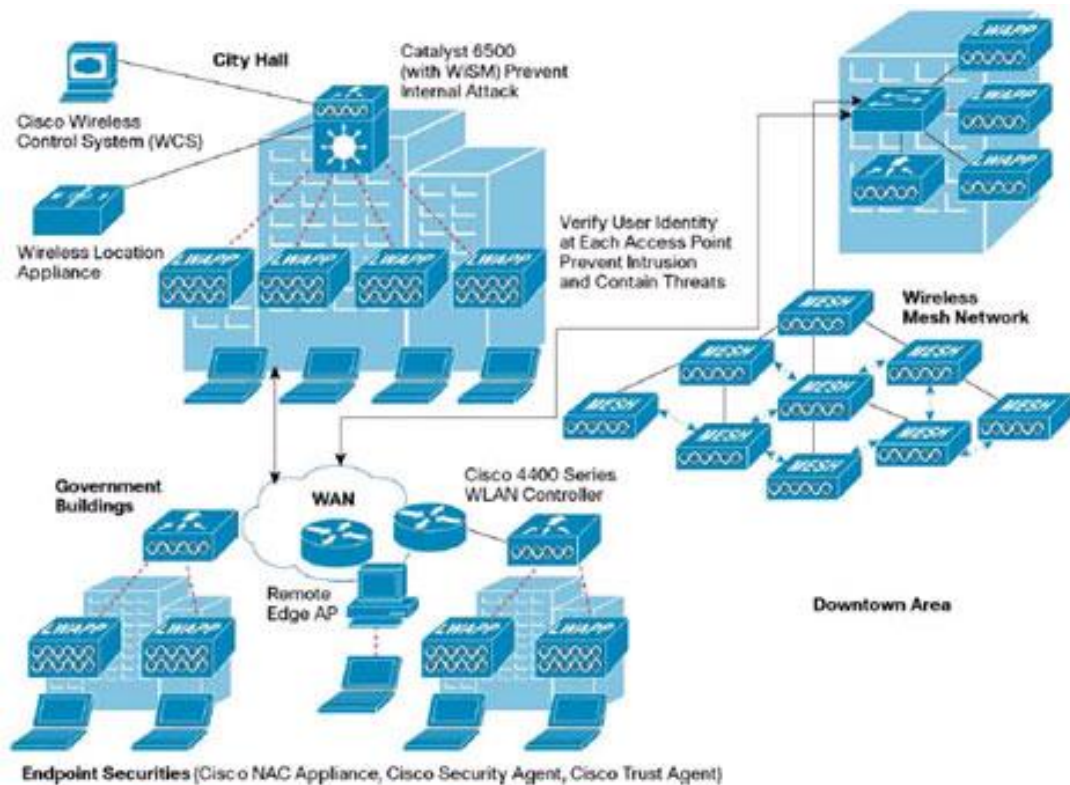 City Hall
Catalyst 6500
(with WiSM) Prevent
Internal Attack
Cisco Wireless
Control System (WCS)
Wireless Location
Appliance
LWAPP
LWAPP
LWAPP
LWAPP
LWAPP
LWAPP
LWAPP
Verify User Identity
at Each Access Point
Prevent Intrusion
and Contain Threats
Wireless
Mesh Network
MESH
MESH
MESH
MESH
MESH
MESH
MESH
MESH
MESH
Government
Buildings
WAN
Cisco 4400 Series
WLAN Controller
Remote
Edge AP
LWAPP
LWAPP
LWAPP
LWAPP
Downtown Area
Endpoint Securities (Cisco NAC Appliance, Cisco Security Agent, Cisco Trust Agent)